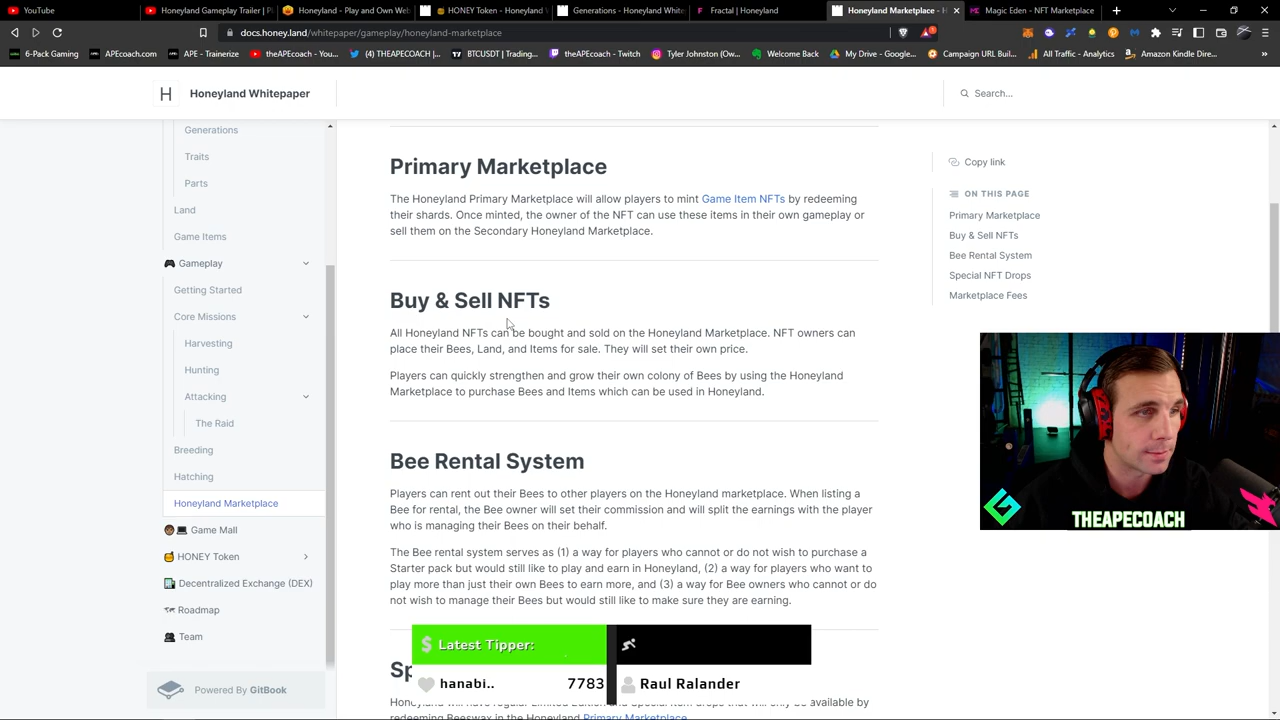 YouTube
Honeyland Gameplay Trailer | Pl
Honeyland - Play and Own Web
HONEY Token - Honeyland W
Generations - Honeyland White
Fractal | Honeyland
Honeyland Marketplace - H
Magic Eden - NFT Marketplace
docs.honey.land/whitepaper/gameplay/honeyland-marketplace
6-Pack Gaming
APEcoach.com
APE - Trainerize
theAPEcoach - You...
(4) THEAPECOACH |...
BTCUSDT | Trading...
theAPEcoach - Twitch
Tyler Johnston (Ow...
Welcome Back
My Drive - Google...
Campaign URL Buil...
All Traffic - Analytics
Amazon Kindle Dire...
H Honeyland Whitepaper
Search...
Generations
Traits
Parts
Land
Game Items
Gameplay
Getting Started
Core Missions
Harvesting
Hunting
Attacking
The Raid
Breeding
Hatching
Honeyland Marketplace
Game Mall
HONEY Token
Decentralized Exchange (DEX)
Roadmap
Team
Powered By GitBook
Primary Marketplace
The Honeyland Primary Marketplace will allow players to mint Game Item NFTs by redeeming
their shards. Once minted, the owner of the NFT can use these items in their own gameplay or
sell them on the Secondary Honeyland Marketplace.
Buy & Sell NFTs
All Honeyland NFTs can be bought and sold on the Honeyland Marketplace. NFT owners can
place their Bees, Land, and Items for sale. They will set their own price.
Players can quickly strengthen and grow their own colony of Bees by using the Honeyland
Marketplace to purchase Bees and Items which can be used in Honeyland.
Bee Rental System
Players can rent out their Bees to other players on the Honeyland marketplace. When listing a
Bee for rental, the Bee owner will set their commission and will split the earnings with the player
who is managing their Bees on their behalf.
The Bee rental system serves as (1) a way for players who cannot or do not wish to purchase a
Starter pack but would still like to play and earn in Honeyland, (2) a way for players who want to
play more than just their own Bees to earn more, and (3) a way for Bee owners who cannot or do
not wish to manage their Bees but would still like to make sure they are earning.
Sp
redeeming Beeswax in the Honeyland Primary Marketplace.
Copy link
ON THIS PAGE
Primary Marketplace
Buy & Sell NFTs
Bee Rental System
Special NFT Drops
Marketplace Fees
THEAPECOACH
$ Latest Tipper:
hanabi.. 7783
Raul Ralander